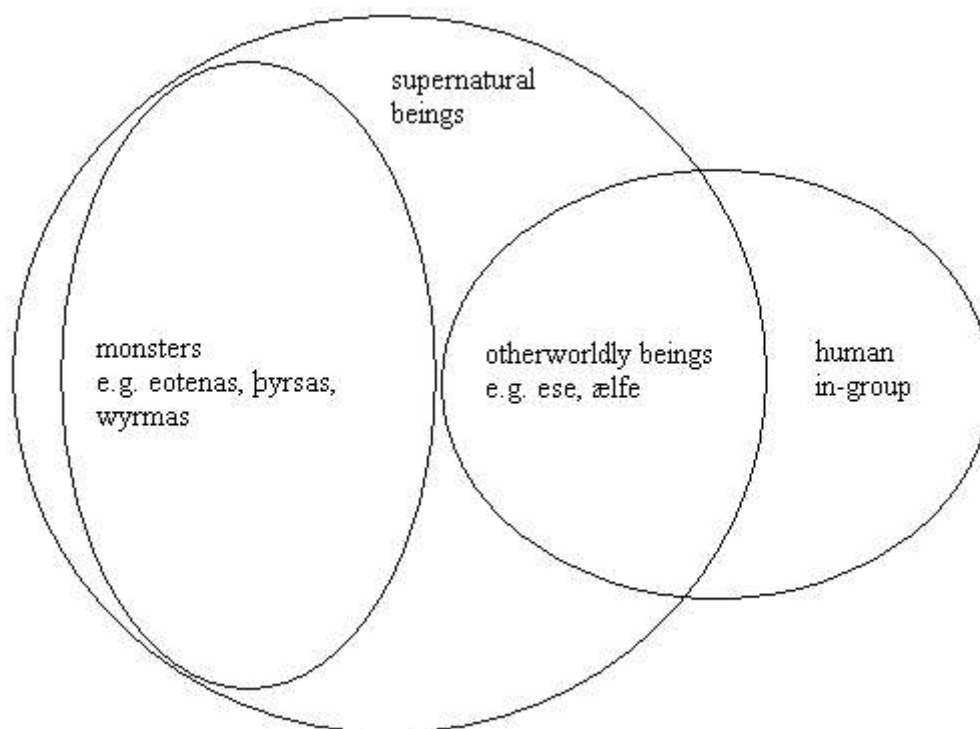 supernatural
beings
monsters
e.g. eotenas, þyrsas,
wyrmas
otherworldly beings
e.g. ese, ælfe
human
in-group